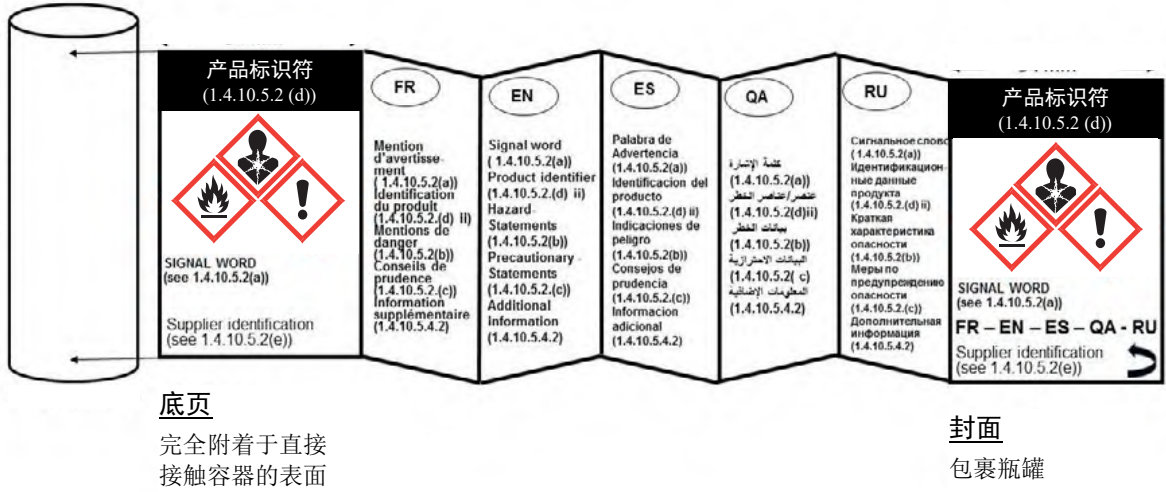 产品标识符
(1.4.10.5.2 (d))
SIGNAL WORD
(see 1.4.10.5.2(a))
Supplier identification
(see 1.4.10.5.2(e))
底页
完全附着于直接
接触容器的表面
FR
Mention
d'avertisse-
ment
( 1.4.10.5.2(a))
Identification
du produit
(1.4.10.5.2.(d) ii)
Mentions de
danger
(1.4.10.5.2(b))
Conseils de
prudence
(1.4.10.5.2.(c))
Information
supplémentaire
(1.4.10.5.4.2)
EN
Signal word
( 1.4.10.5.2(a))
Product identifier
(1.4.10.5.2.(d) ii)
Hazard-
Statements
(1.4.10.5.2(b))
Precautionary -
Statements
(1.4.10.5.2.(c))
Additional
Information
(1.4.10.5.4.2)
ES
Palabra de
Advertencia
(1.4.10.5.2(a))
Identificacion del
producto
(1.4.10.5.2.(d) ii)
Indicaciones de
peligro
(1.4.10.5.2(b))
Consejos de
prudencia
(1.4.10.5.2.(c))
Informacion
adicional
(1.4.10.5.4.2)
QA
كلمة الإشارة
(1.4.10.5.2(a))
عنصر/عناصر الخطر
(1.4.10.5.2(d)ii)
بيانات الخطر
(1.4.10.5.2(b))
البيانات الاحترازية
(1.4.10.5.2( c)
المعلومات الإضافية
(1.4.10.5.4.2)
RU
Сигнальное слово
( 1.4.10.5.2(a))
Идентификацион-
ные данные
продукта
(1.4.10.5.2.(d) ii)
Краткая
характеристика
опасности
(1.4.10.5.2(b))
Меры по
предупреждению
опасности
(1.4.10.5.2.(c))
Дополнительная
информация
(1.4.10.5.4.2)
产品标识符
(1.4.10.5.2 (d))
SIGNAL WORD
(see 1.4.10.5.2(a))
FR – EN – ES – QA - RU
Supplier identification
(see 1.4.10.5.2(e))
封面
包裹瓶罐